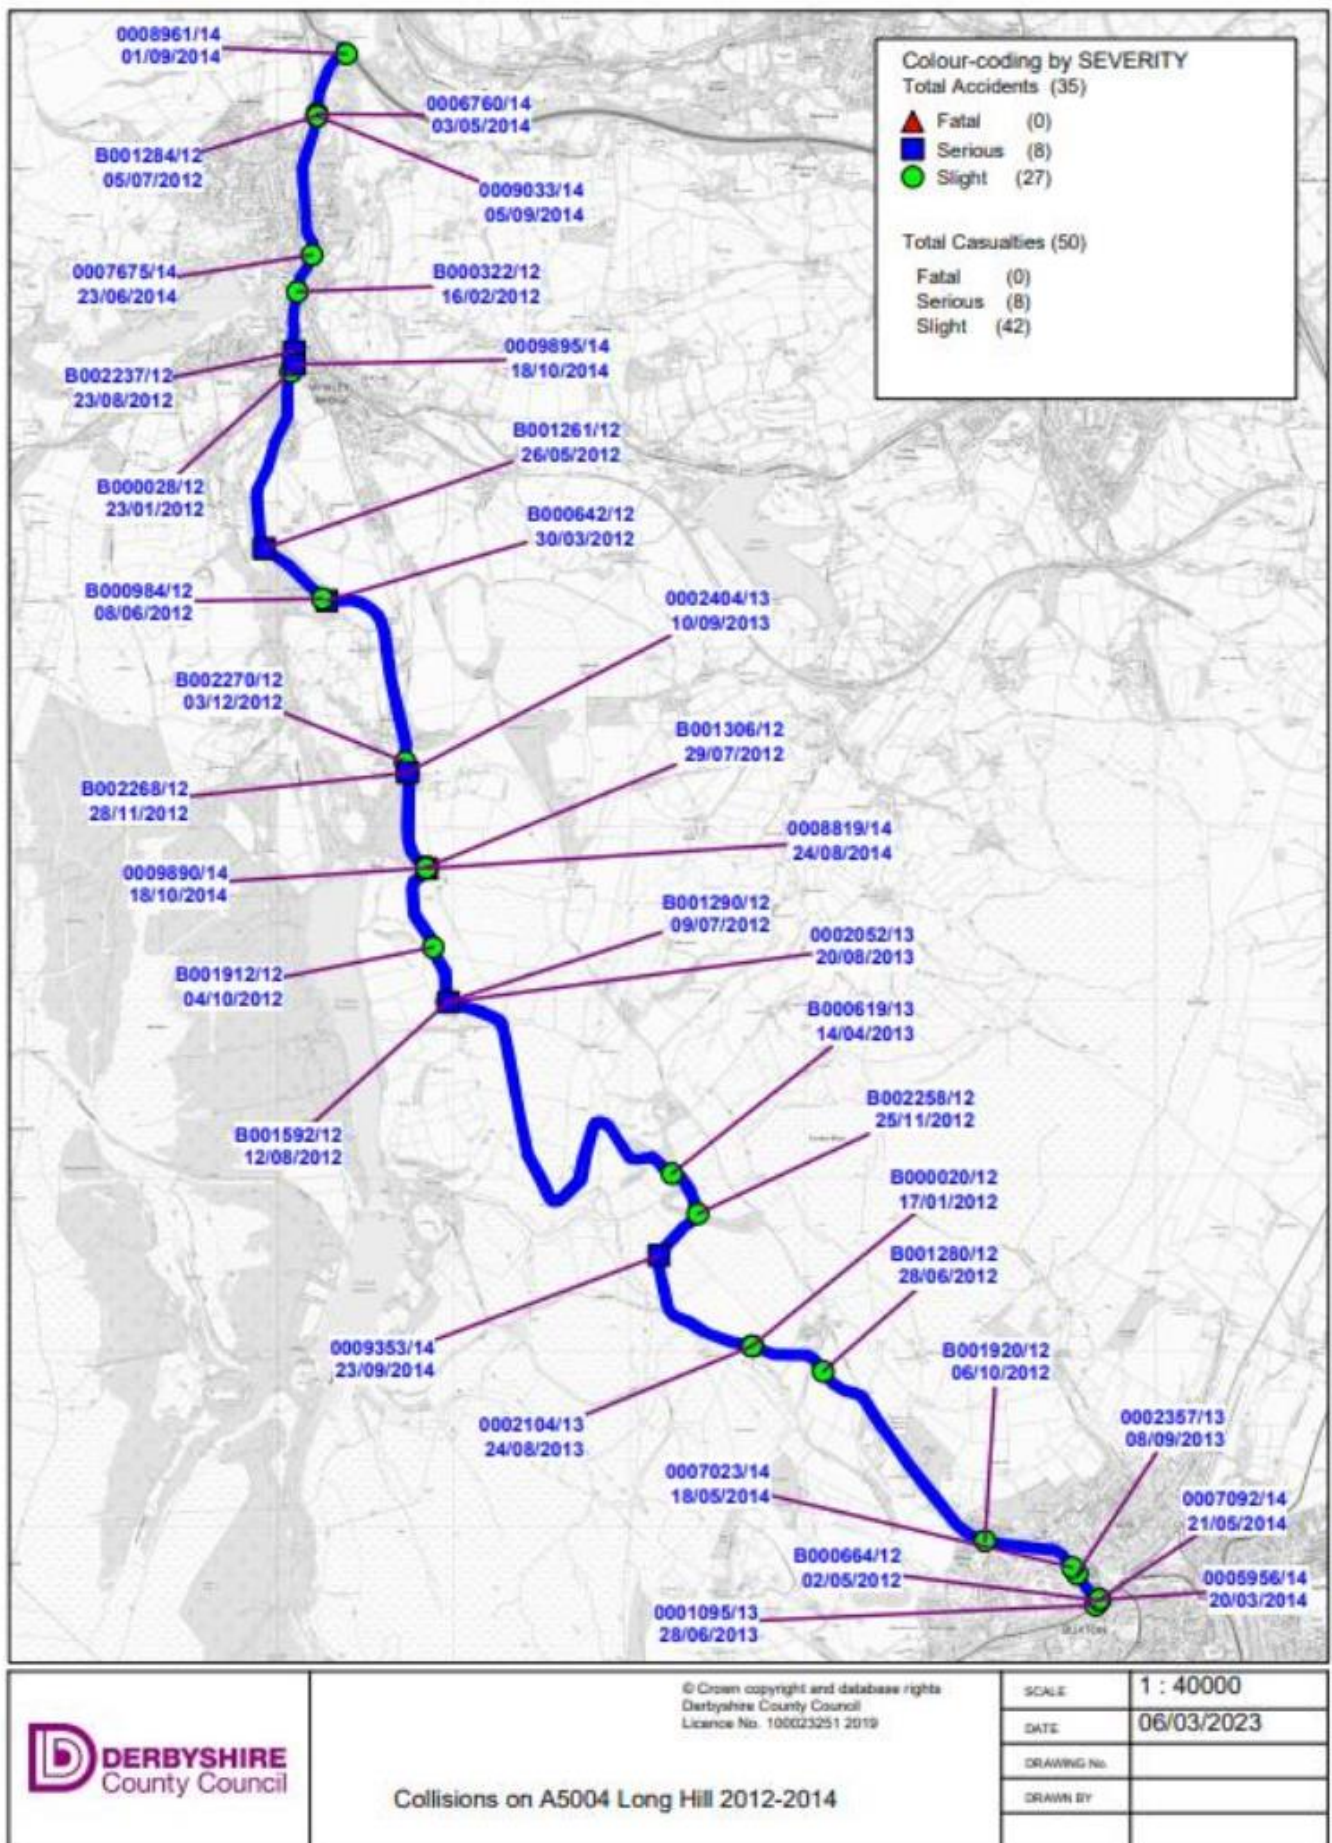 0008961/14
01/09/2014
0006760/14
03/05/2014
B001284/12
05/07/2012
0009033/14
05/09/2014
0007675/14
23/06/2014
B000322/12
16/02/2012
0009895/14
18/10/2014
B002237/12
23/08/2012
B001261/12
26/05/2012
B000028/12
23/01/2012
B000642/12
30/03/2012
B000984/12
08/06/2012
0002404/13
10/09/2013
B002270/12
03/12/2012
B001306/12
29/07/2012
B002268/12
28/11/2012
0008819/14
24/08/2014
0009890/14
18/10/2014
B001290/12
09/07/2012
0002052/13
20/08/2013
B001912/12
04/10/2012
B000619/13
14/04/2013
B002258/12
25/11/2012
B001592/12
12/08/2012
B000020/12
17/01/2012
B001280/12
28/06/2012
0009353/14
23/09/2014
B001920/12
06/10/2012
0002104/13
24/08/2013
0002357/13
08/09/2013
0007023/14
18/05/2014
0007092/14
21/05/2014
B000664/12
02/05/2012
0005956/14
20/03/2014
0001095/13
28/06/2013
BUXTON
Colour-coding by SEVERITY
Total Accidents (35)
Fatal (0)
Serious (8)
Slight (27)
Total Casualties (50)
Fatal (0)
Serious (8)
Slight (42)
DERBYSHIRE
County Council
© Crown copyright and database rights
Derbyshire County Council
Licence No. 100023251 2019
Collisions on A5004 Long Hill 2012-2014
SCALE 1 : 40000
DATE 06/03/2023
DRAWING No.
DRAWN BY